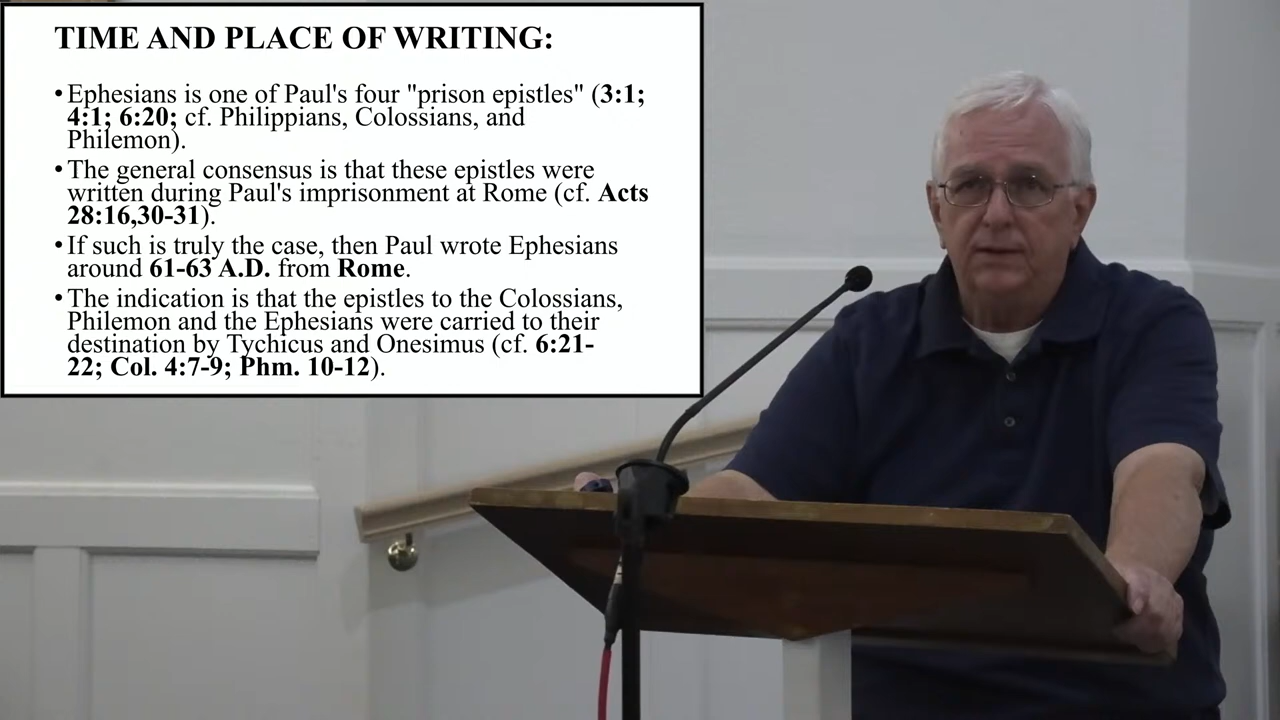 TIME AND PLACE OF WRITING:
•Ephesians is one of Paul's four "prison epistles" (3:1;
4:1; 6:20; cf. Philippians, Colossians, and
Philemon).
•The general consensus is that these epistles were
written during Paul's imprisonment at Rome (cf. Acts
28:16,30-31).
•If such is truly the case, then Paul wrote Ephesians
around 61-63 A.D. from Rome.
•The indication is that the epistles to the Colossians,
Philemon and the Ephesians were carried to their
destination by Tychicus and Onesimus (cf. 6:21-
22; Col. 4:7-9; Phm. 10-12).